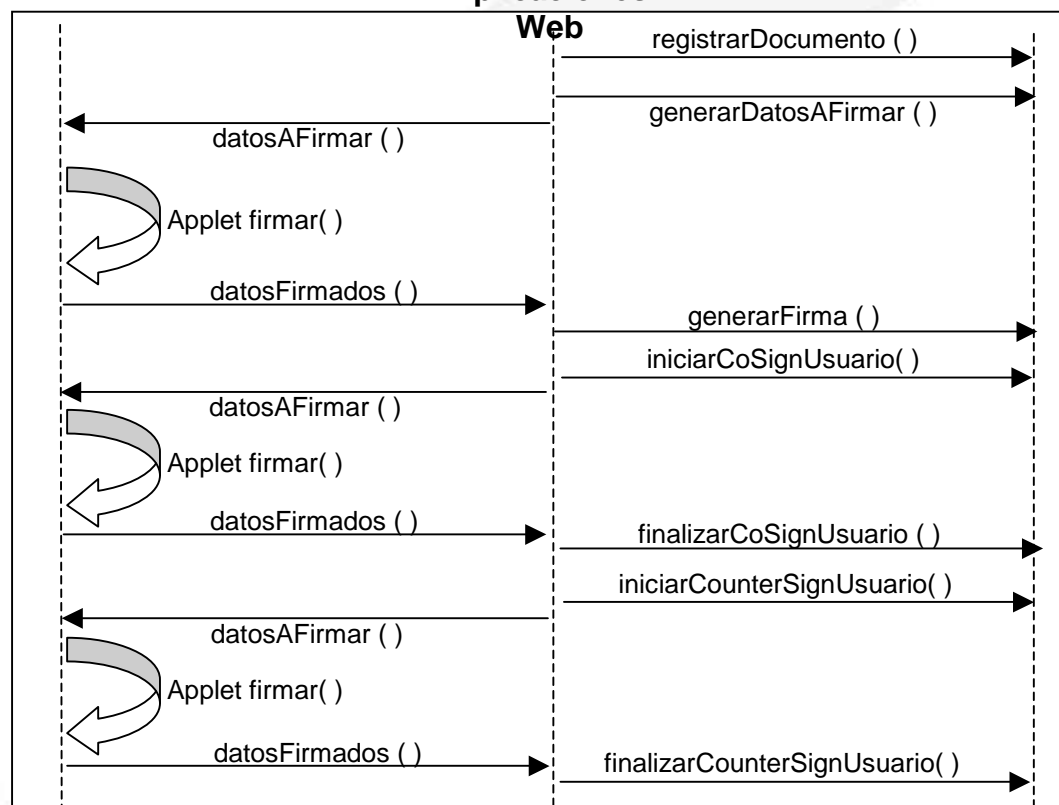 Web
registrarDocumento ( )
generarDatosAFirmar ( )
datosAFirmar ( )
Applet firmar( )
datosFirmados ( )
generarFirma ( )
iniciarCoSignUsuario( )
datosAFirmar ( )
Applet firmar( )
datosFirmados ( )
finalizarCoSignUsuario ( )
iniciarCounterSignUsuario( )
datosAFirmar ( )
Applet firmar( )
datosFirmados ( )
finalizarCounterSignUsuario( )